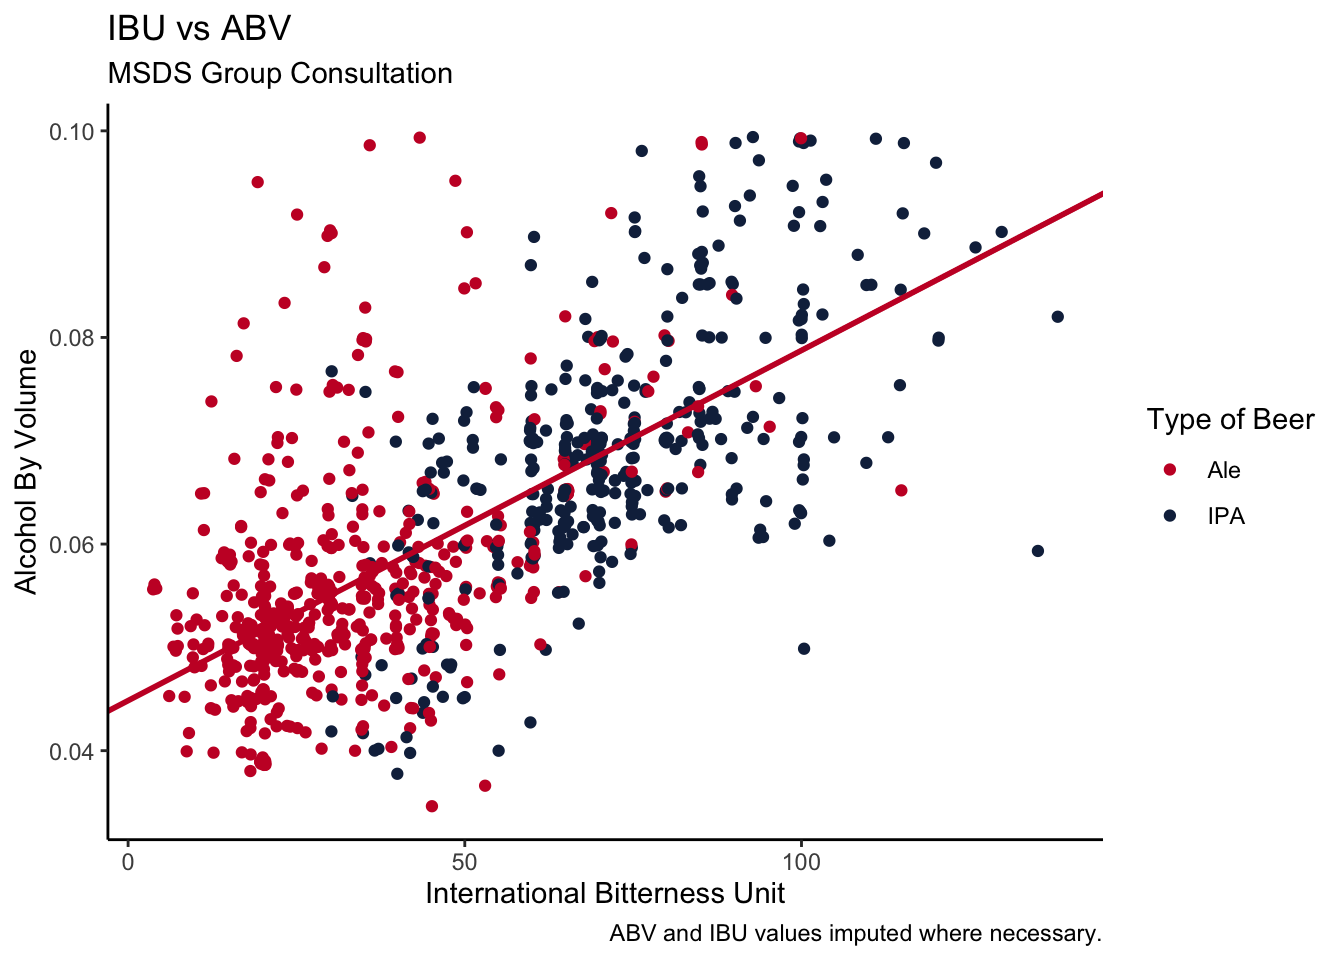 IBU vs ABV
MSDS Group Consultation
0.10
0.08
0.06
0.04
Alcohol By Volume
0
50
100
International Bitterness Unit
ABV and IBU values imputed where necessary.
Type of Beer
Ale
IPA